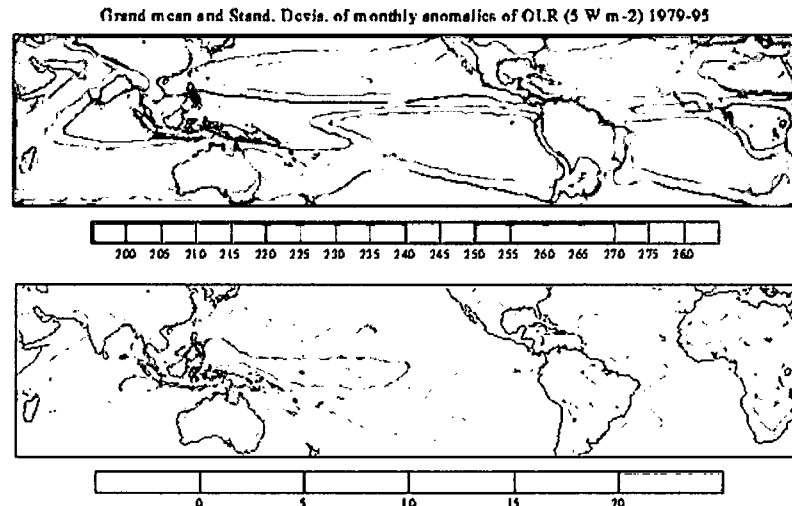 Grand mean and Stand. Devia. of monthly anomalies of OLR (5 W m-2) 1979-95
200 205 210 215 220 225 230 235 240 245 250 255 260 265 270 275 280
0 5 10 15 20